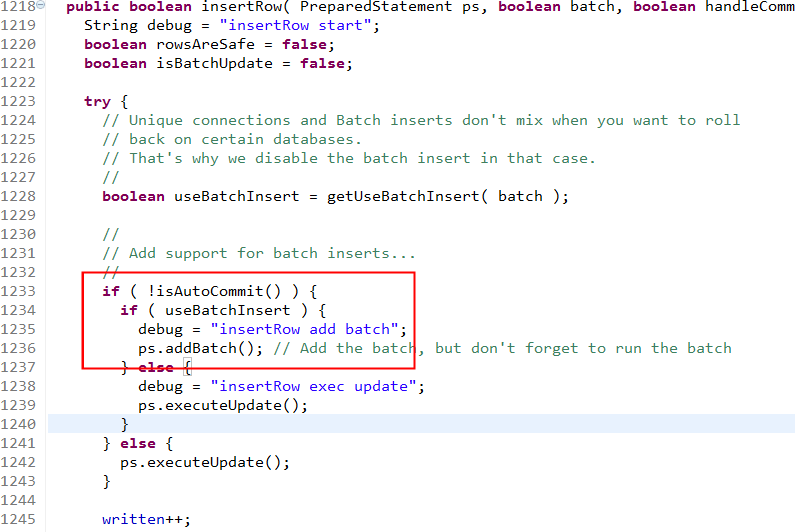 1218 public boolean insertRow( PreparedStatement ps, boolean batch, boolean handleComm
1219 String debug = "insertRow start";
1220 boolean rowsAreSafe = false;
1221 boolean isBatchUpdate = false;
1222
1223 try {
1224 // Unique connections and Batch inserts don't mix when you want to roll
1225 // back on certain databases.
1226 // That's why we disable the batch insert in that case.
1227 //
1228 boolean useBatchInsert = getUseBatchInsert( batch );
1229
1230 //
1231 // Add support for batch inserts...
1232 //
1233 if ( !isAutoCommit() ) {
1234 if ( useBatchInsert ) {
1235 debug = "insertRow add batch";
1236 ps.addBatch(); // Add the batch, but don't forget to run the batch
1237 } else {
1238 debug = "insertRow exec update";
1239 ps.executeUpdate();
1240 }
1241 } else {
1242 ps.executeUpdate();
1243 }
1244
1245 written++;